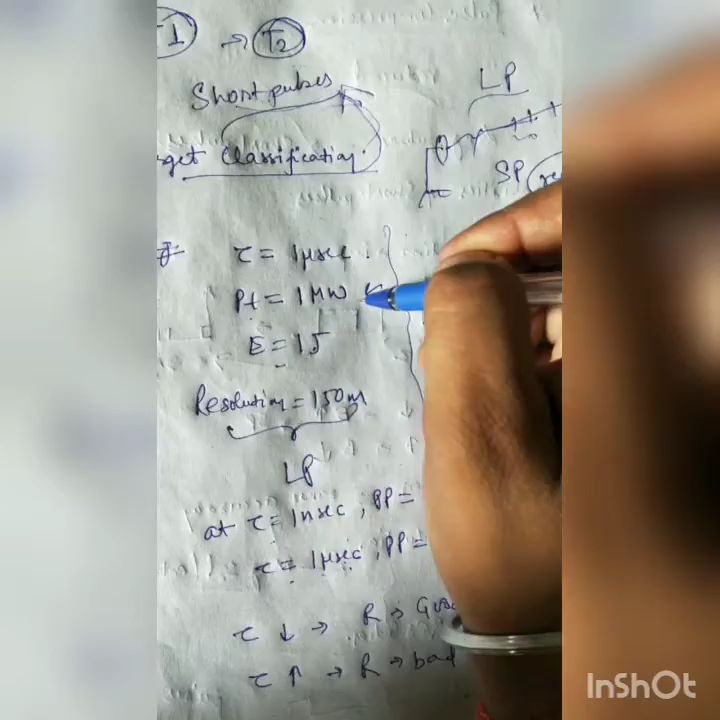 1 → T2
Short pulses
LP
get Classification
SP
τ = 1μsec
Pt = 1MW
E = 1J
Resolution = 150m
LP
at τ = 1nsec, PP =
τ = 1μsec, PP =
τ ↓ → R →
τ ↑ → R → bad
InShOt